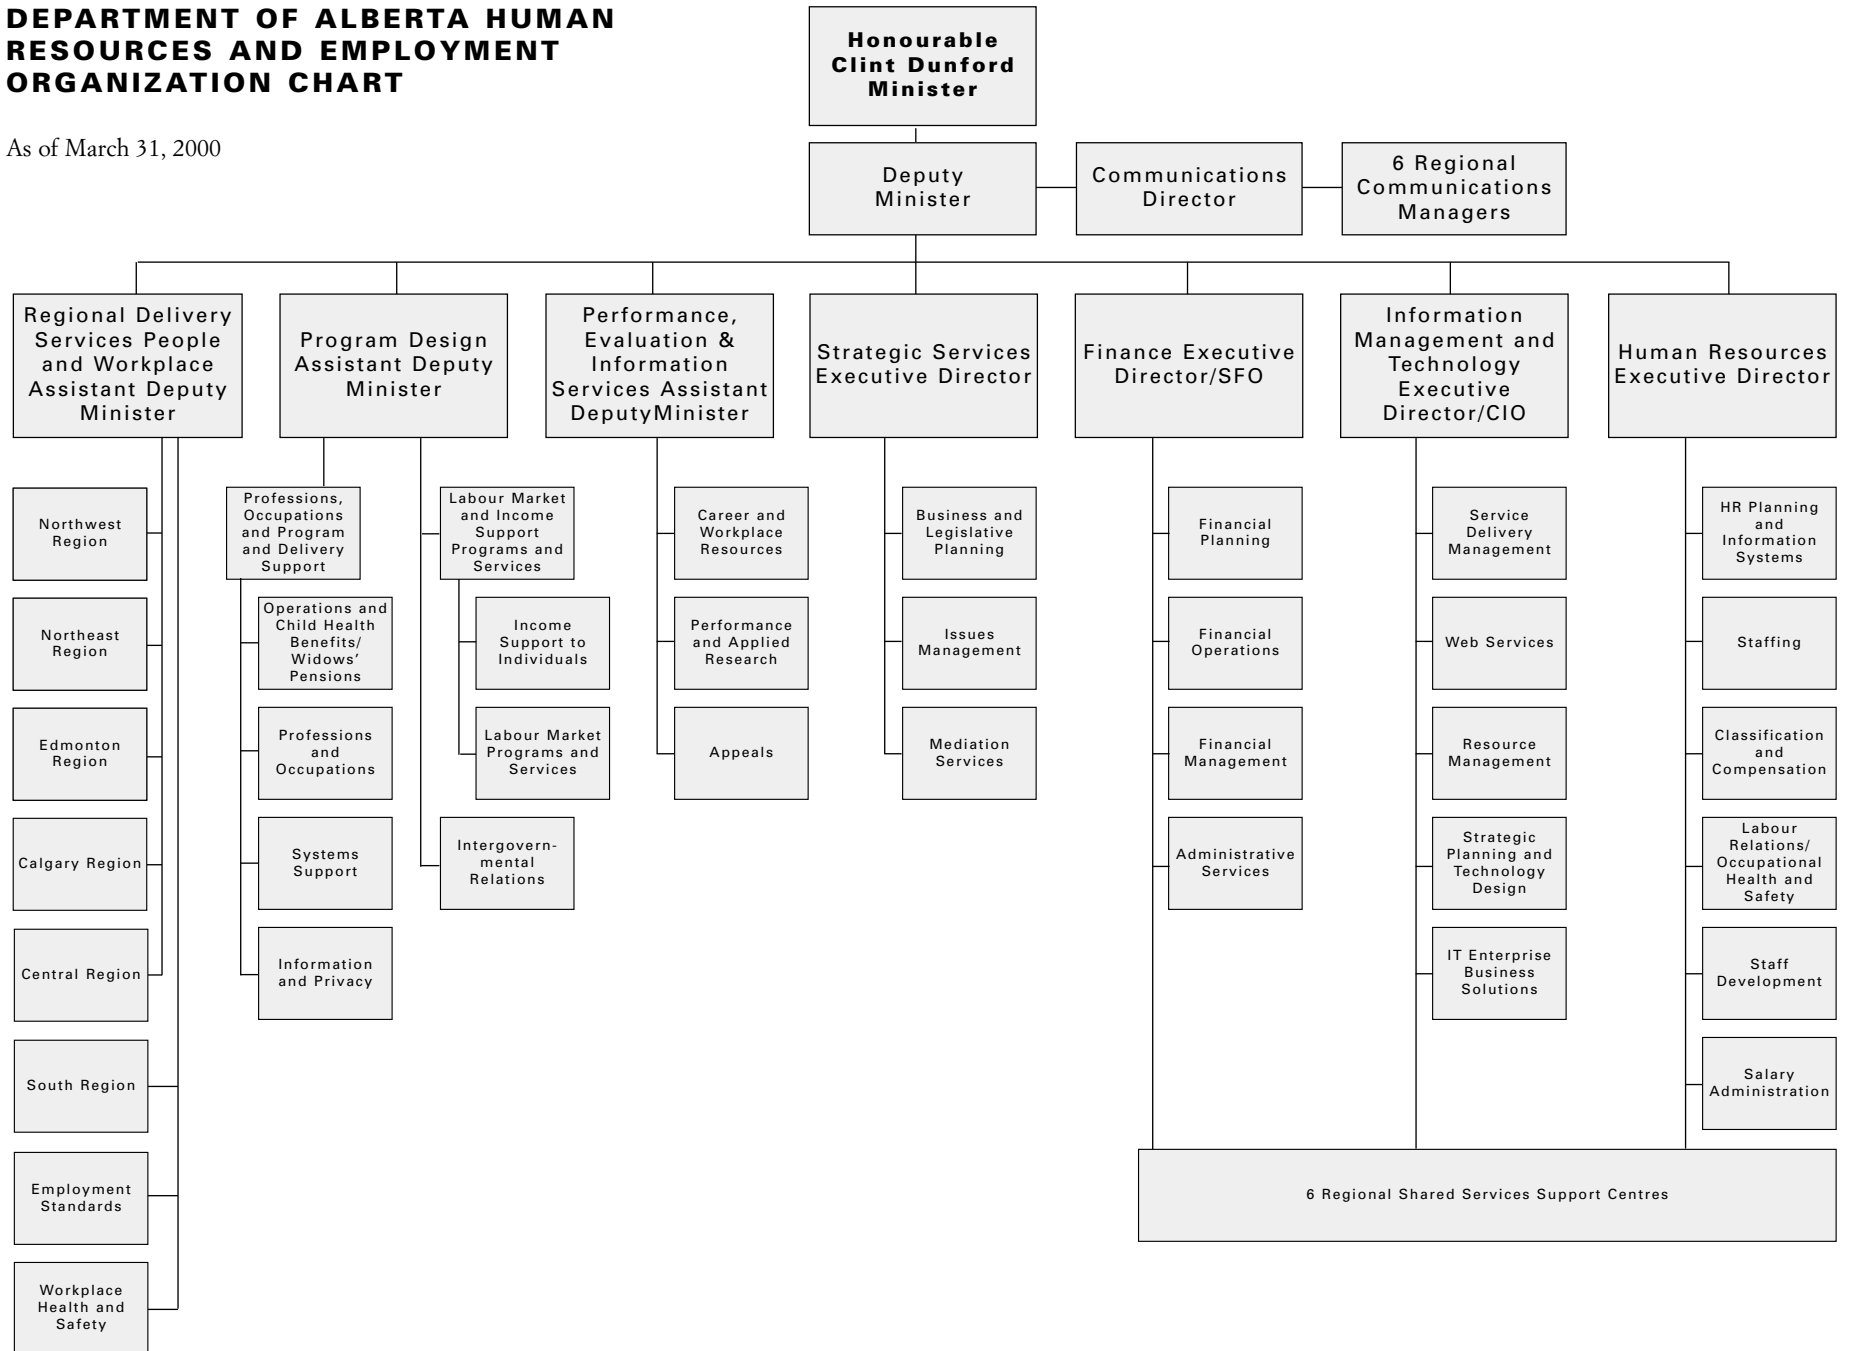 DEPARTMENT OF ALBERTA HUMAN
RESOURCES AND EMPLOYMENT
ORGANIZATION CHART
As of March 31, 2000
Honourable
Clint Dunford
Minister
Deputy
Minister
Communications
Director
6 Regional
Communications
Managers
Regional Delivery
Services People
and Workplace
Assistant Deputy
Minister
Program Design
Assistant Deputy
Minister
Performance,
Evaluation &
Information
Services Assistant
DeputyMinister
Strategic Services
Executive Director
Finance Executive
Director/SFO
Information
Management and
Technology
Executive
Director/CIO
Human Resources
Executive Director
Northwest
Region
Northeast
Region
Edmonton
Region
Calgary Region
Central Region
South Region
Employment
Standards
Workplace
Health and
Safety
Professions,
Occupations
and Program
and Delivery
Support
Operations and
Child Health
Benefits/
Widows’
Pensions
Professions
and
Occupations
Systems
Support
Information
and Privacy
Labour Market
and Income
Support
Programs and
Services
Income
Support to
Individuals
Labour Market
Programs and
Services
Intergovern-
mental
Relations
Career and
Workplace
Resources
Performance
and Applied
Research
Appeals
Business and
Legislative
Planning
Issues
Management
Mediation
Services
Financial
Planning
Financial
Operations
Financial
Management
Administrative
Services
Service
Delivery
Management
Web Services
Resource
Management
Strategic
Planning and
Technology
Design
IT Enterprise
Business
Solutions
HR Planning
and
Information
Systems
Staffing
Classification
and
Compensation
Labour
Relations/
Occupational
Health and
Safety
Staff
Development
Salary
Administration
6 Regional Shared Services Support Centres